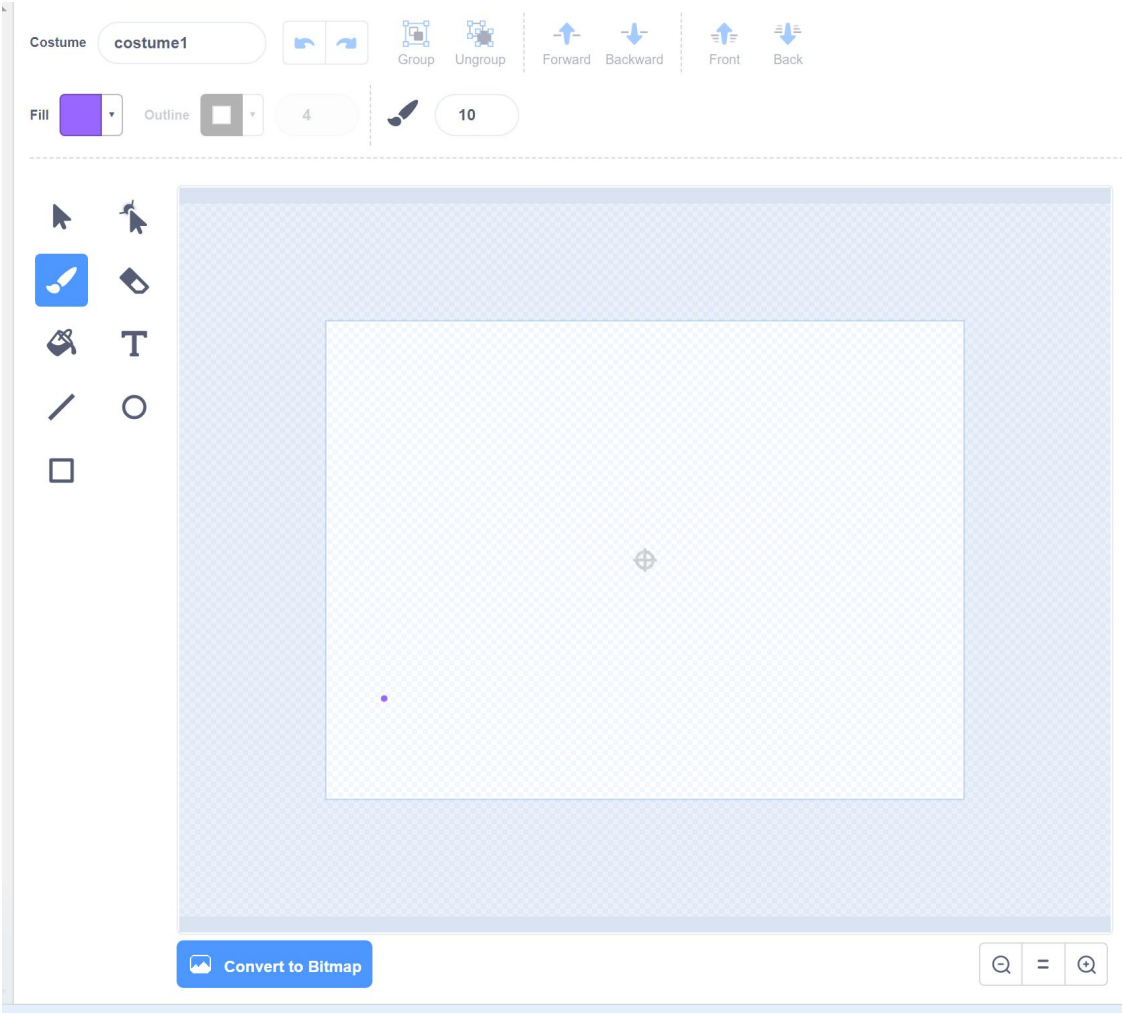 Costume costume1 Group Ungroup Forward Backward Front Back
Fill Outline 4 10
T
Convert to Bitmap